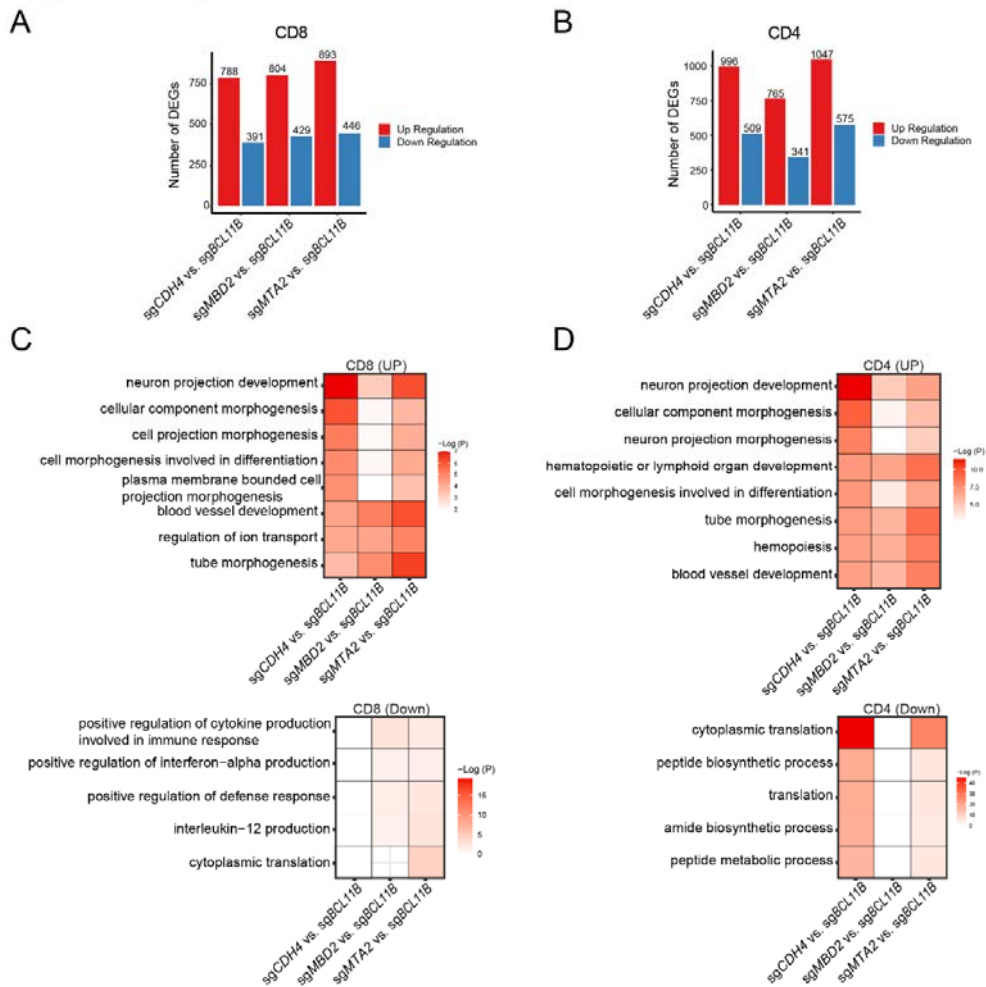 A
CD8
Number of DEGs
750
500
250
0
788
391
804
429
893
446
Up Regulation
Down Regulation
sgCDH4 vs. sgBCL11B
sgMBD2 vs. sgBCL11B
sgMTA2 vs. sgBCL11B
B
CD4
Number of DEGs
1000
750
500
250
0
996
509
765
341
1047
575
Up Regulation
Down Regulation
sgCDH4 vs. sgBCL11B
sgMBD2 vs. sgBCL11B
sgMTA2 vs. sgBCL11B
C
CD8 (UP)
neuron projection development
cellular component morphogenesis
cell projection morphogenesis
cell morphogenesis involved in differentiation
plasma membrane bounded cell
projection morphogenesis
blood vessel development
regulation of ion transport
tube morphogenesis
−Log (P)
7
6
5
4
3
2
sgCDH4 vs. sgBCL11B
sgMBD2 vs. sgBCL11B
sgMTA2 vs. sgBCL11B
CD8 (Down)
positive regulation of cytokine production
involved in immune response
positive regulation of interferon-alpha production
positive regulation of defense response
interleukin−12 production
cytoplasmic translation
−Log (P)
15
10
5
0
sgCDH4 vs. sgBCL11B
sgMBD2 vs. sgBCL11B
sgMTA2 vs. sgBCL11B
D
CD4 (UP)
neuron projection development
cellular component morphogenesis
neuron projection morphogenesis
hematopoietic or lymphoid organ development
cell morphogenesis involved in differentiation
tube morphogenesis
hemopoiesis
blood vessel development
−Log (P)
10.0
5.0
sgCDH4 vs. sgBCL11B
sgMBD2 vs. sgBCL11B
sgMTA2 vs. sgBCL11B
CD4 (Down)
cytoplasmic translation
peptide biosynthetic process
translation
amide biosynthetic process
peptide metabolic process
−Log (P)
40
30
20
10
0
sgCDH4 vs. sgBCL11B
sgMBD2 vs. sgBCL11B
sgMTA2 vs. sgBCL11B